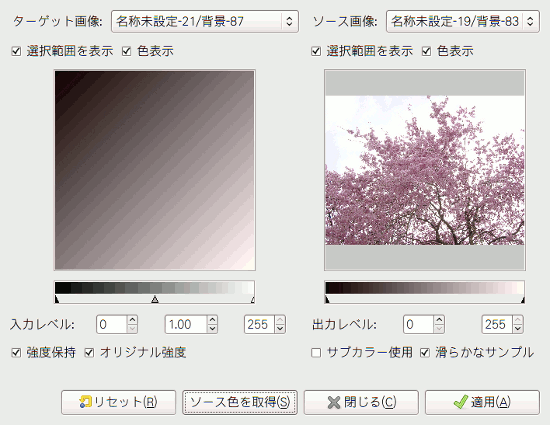 ターゲット画像: 名称未設定-21/背景-87 ソース画像: 名称未設定-19/背景-83
選択範囲を表示 色表示 選択範囲を表示 色表示
入力レベル: 0 1.00 255 出力レベル: 0 255
強度保持 オリジナル強度 サブカラー使用 滑らかなサンプル
リセット(R) ソース色を取得(S) 閉じる(C) 適用(A)